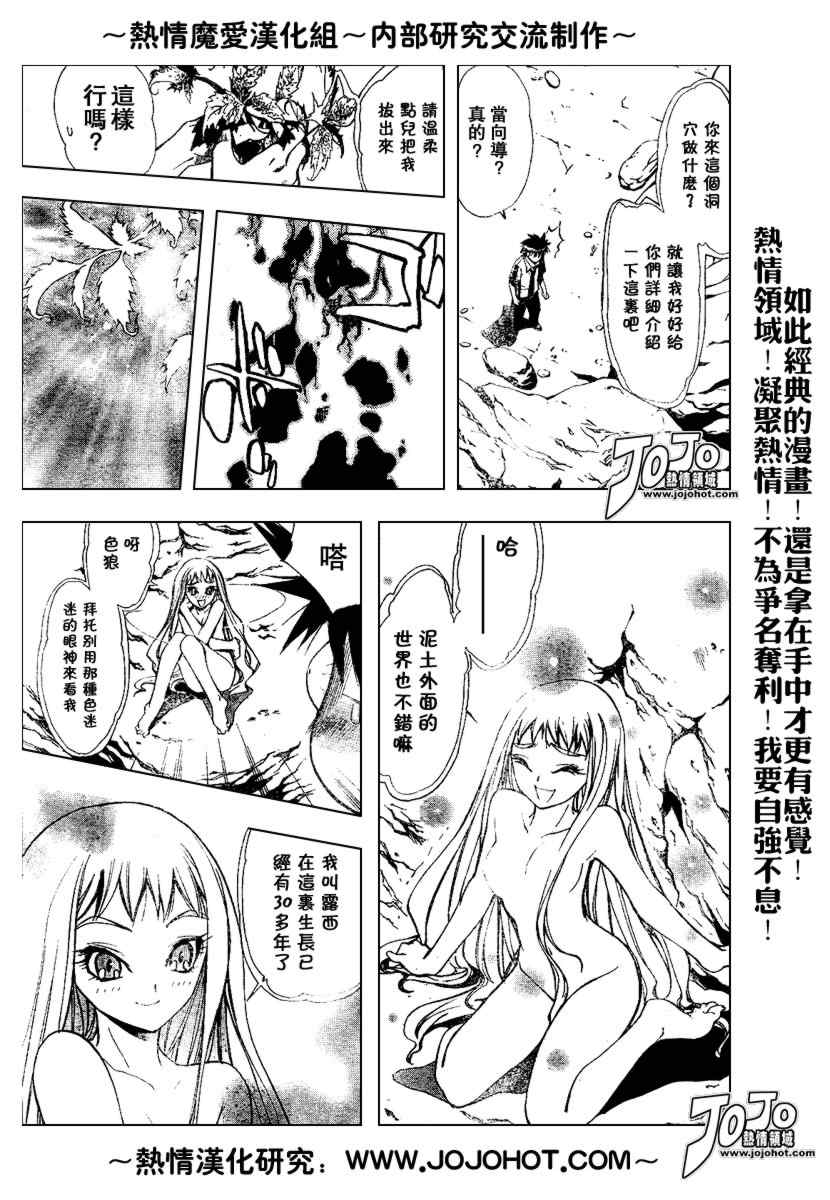 ～熱情魔愛漢化組～内部研究交流制作～
你來這個洞
穴做什麽？
就讓我好好給
你們詳細介紹
一下這裏吧
當向導？
真的？
請溫柔
點兒把我
拔出來
這樣
行嗎？
JOJO
熱情領域
www.jojohot.com
哈
｜
泥土外面的
世界也不錯嘛
嗒
呀
色狼
拜托別用那種色迷
迷的眼神來看我
我叫露西
在這裏生長已
經有30多年了
如此經典的漫畫！還是拿在手中才更有感覺！
熱情領域！凝聚熱情！不為爭名奪利！我要自強不息！
JOJO
熱情領域
www.jojohot.com
～熱情漢化研究：WWW.JOJOHOT.COM～